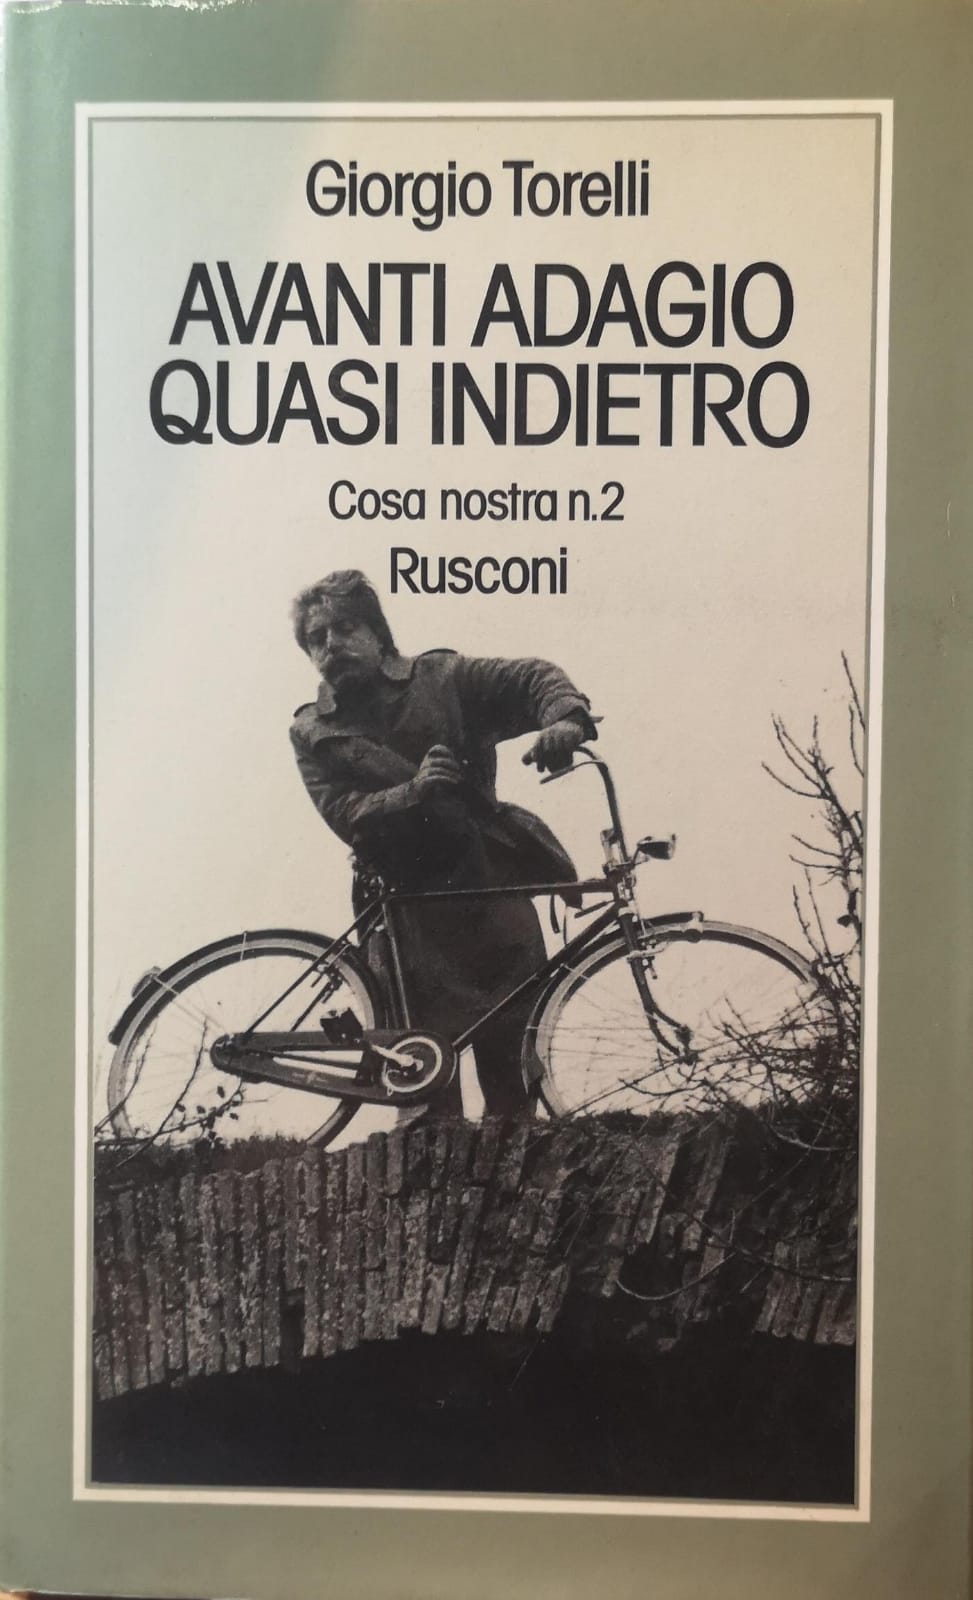 Giorgio Torelli
AVANTI ADAGIO
QUASI INDIETRO
Cosa nostra n.2
Rusconi